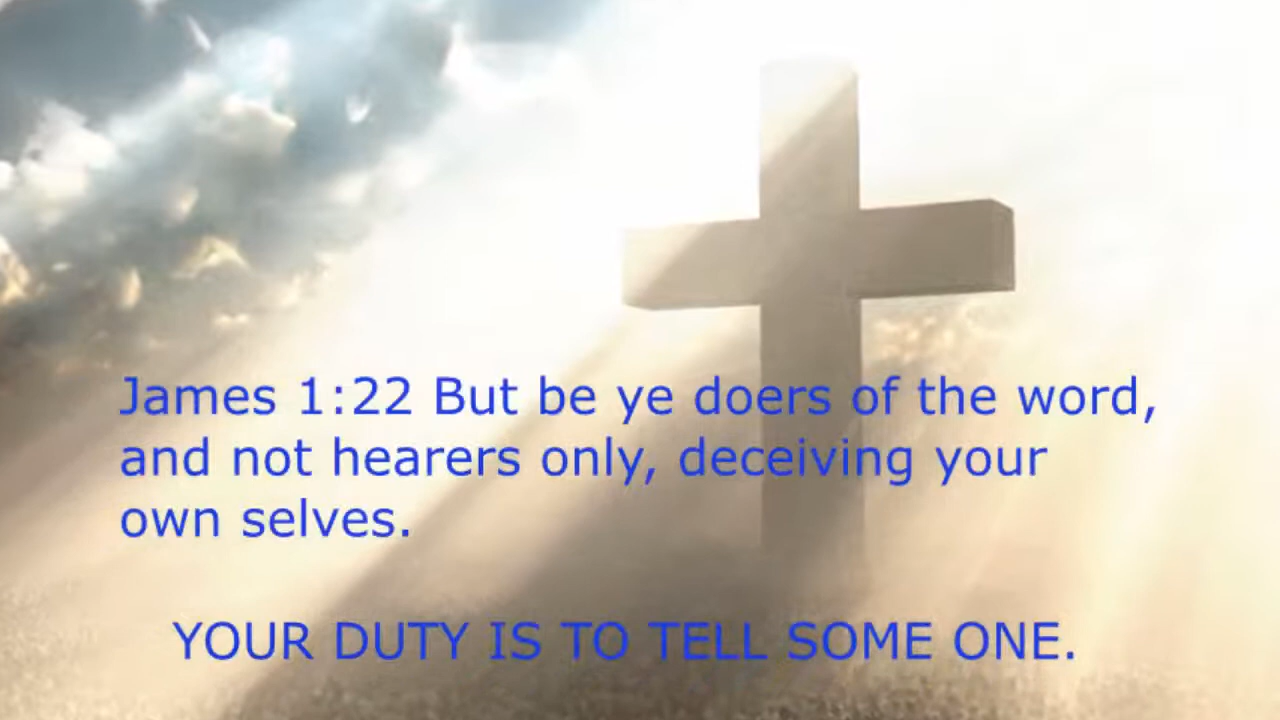 James 1:22 But be ye doers of the word,
and not hearers only, deceiving your
own selves.
YOUR DUTY IS TO TELL SOME ONE.